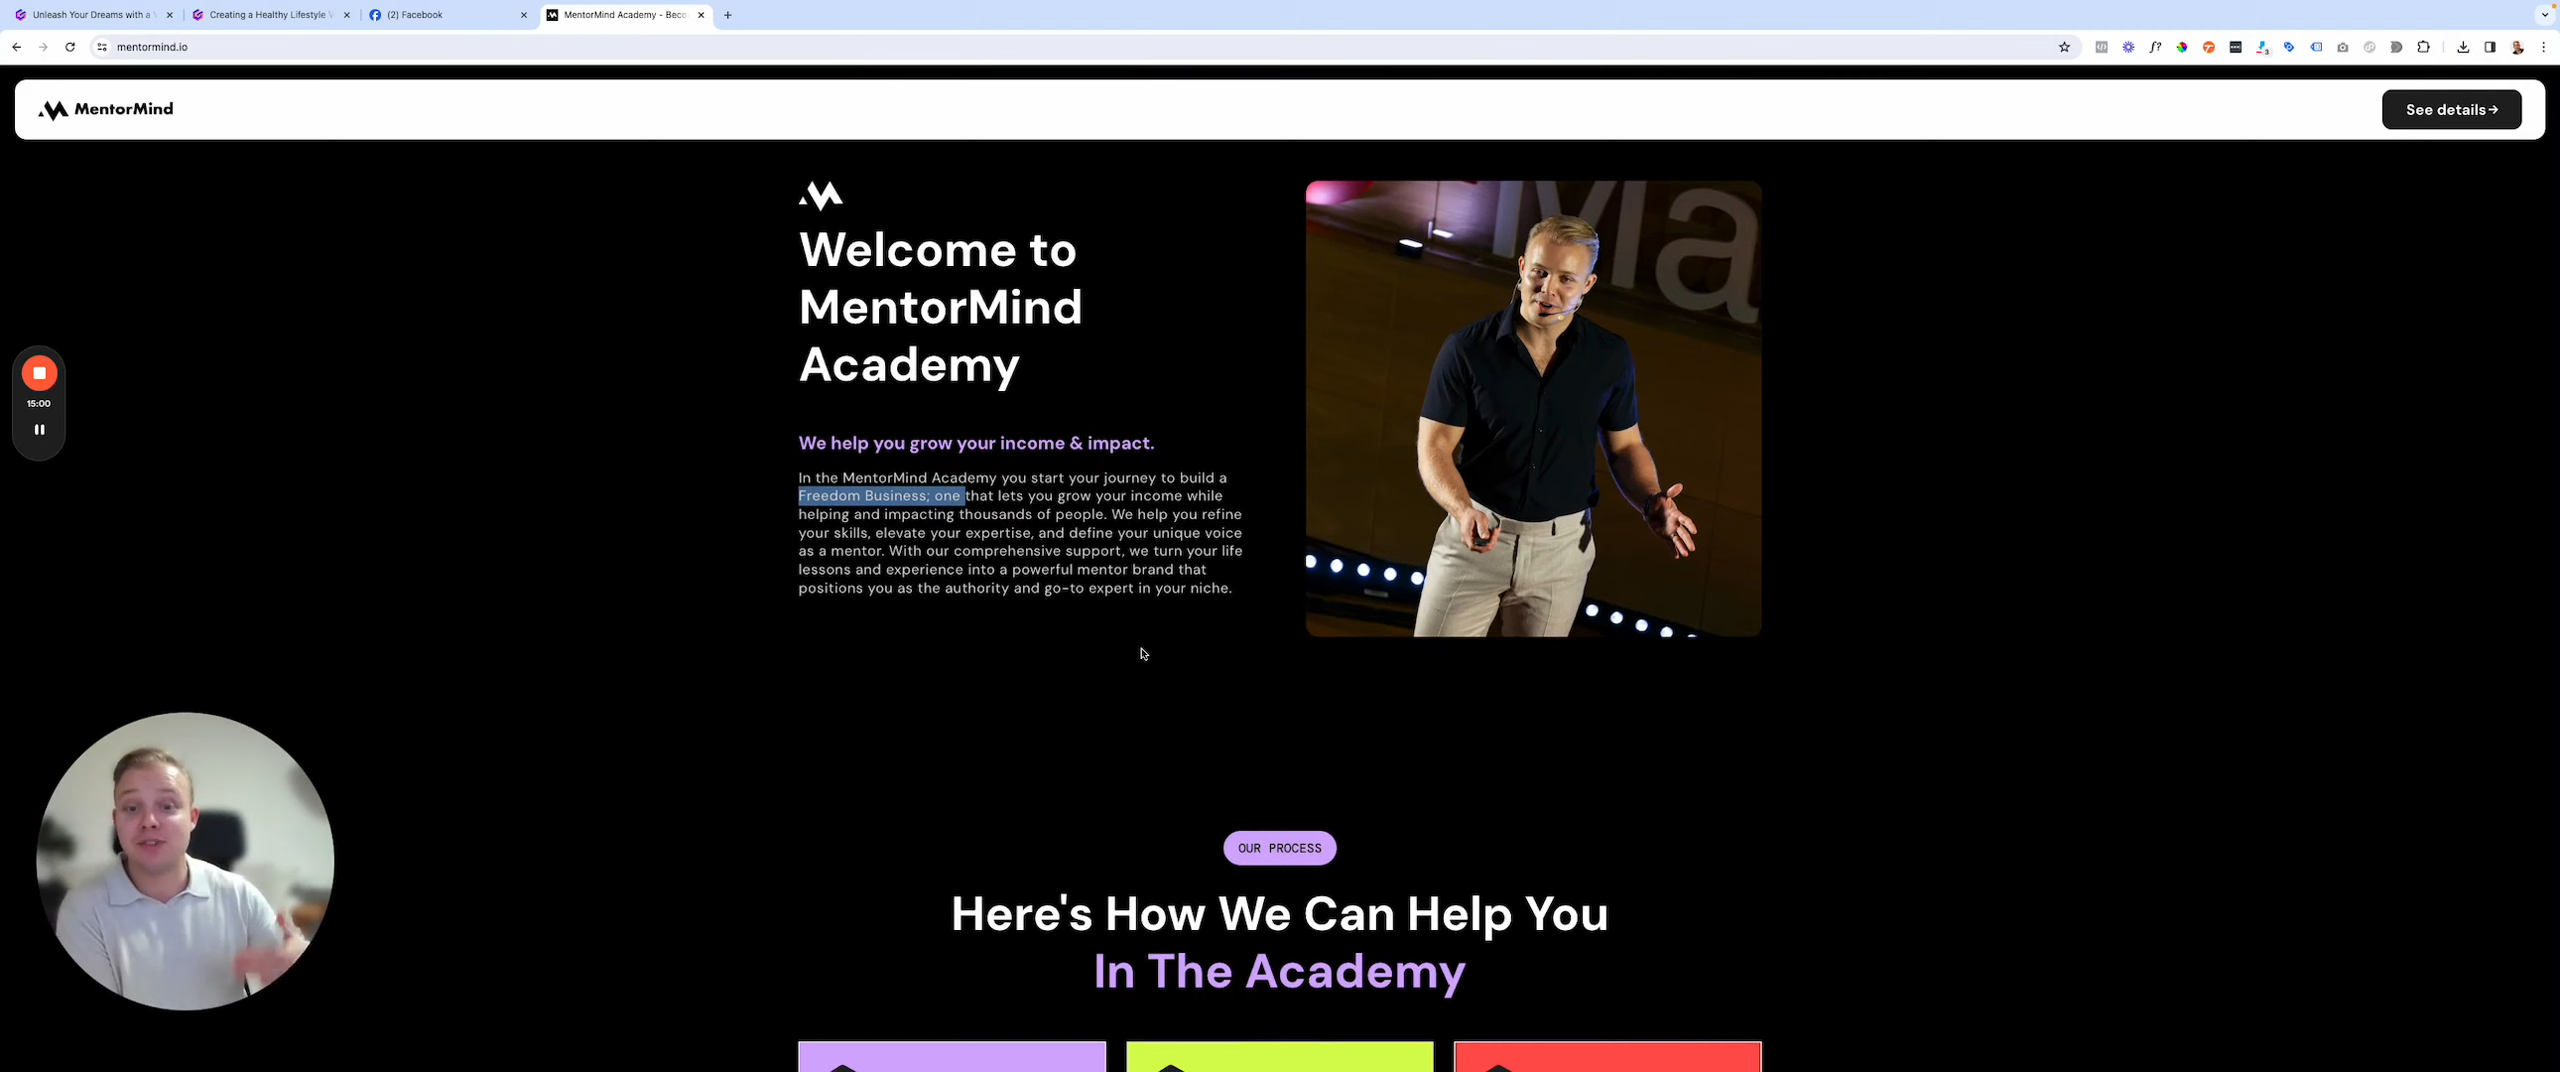 Unleash Your Dreams with a
Creating a Healthy Lifestyle
(2) Facebook
MentorMind Academy - Beco
mentormind.io
MentorMind
See details→
Ma
Welcome to
MentorMind
Academy
We help you grow your income & impact.
In the MentorMind Academy you start your journey to build a
Freedom Business; one that lets you grow your income while
helping and impacting thousands of people. We help you refine
your skills, elevate your expertise, and define your unique voice
as a mentor. With our comprehensive support, we turn your life
lessons and experience into a powerful mentor brand that
positions you as the authority and go-to expert in your niche.
15:00
OUR PROCESS
Here's How We Can Help You
In The Academy